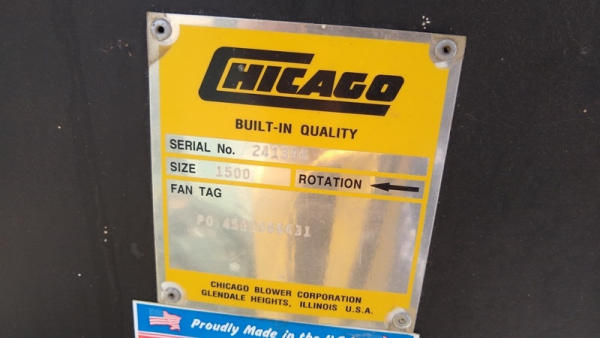 CHICAGO
BUILT-IN QUALITY
SERIAL No.
SIZE 1500 ROTATION
FAN TAG
PO
CHICAGO BLOWER CORPORATION
GLENDALE HEIGHTS, ILLINOIS U.S.A.
Proudly Made in the